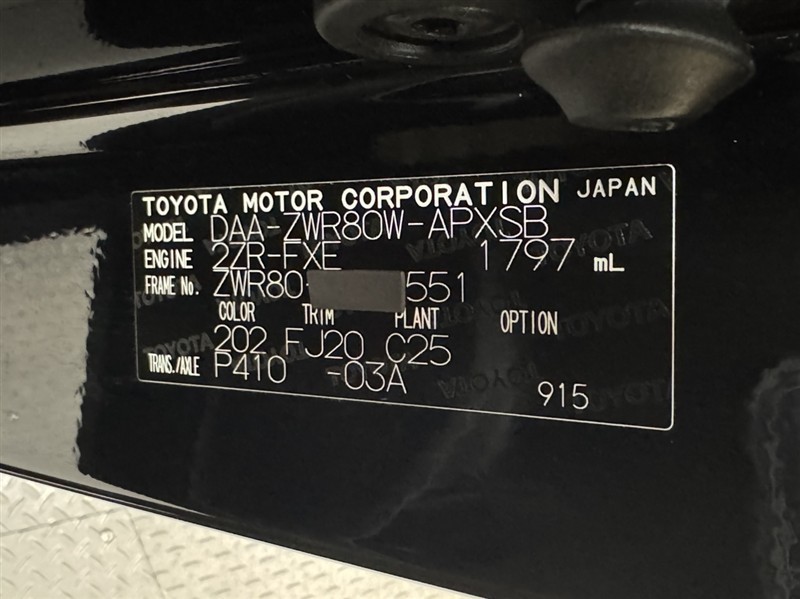 TOYOTA MOTOR CORPORATION JAPAN
MODEL DAA-ZWR80W-APXSB
ENGINE 2ZR-FXE 1797 mL
FRAME No. ZWR80 551
COLOR TRIM PLANT OPTION
202 FJ20 C25
TRANS./AXLE P410 -03A
915